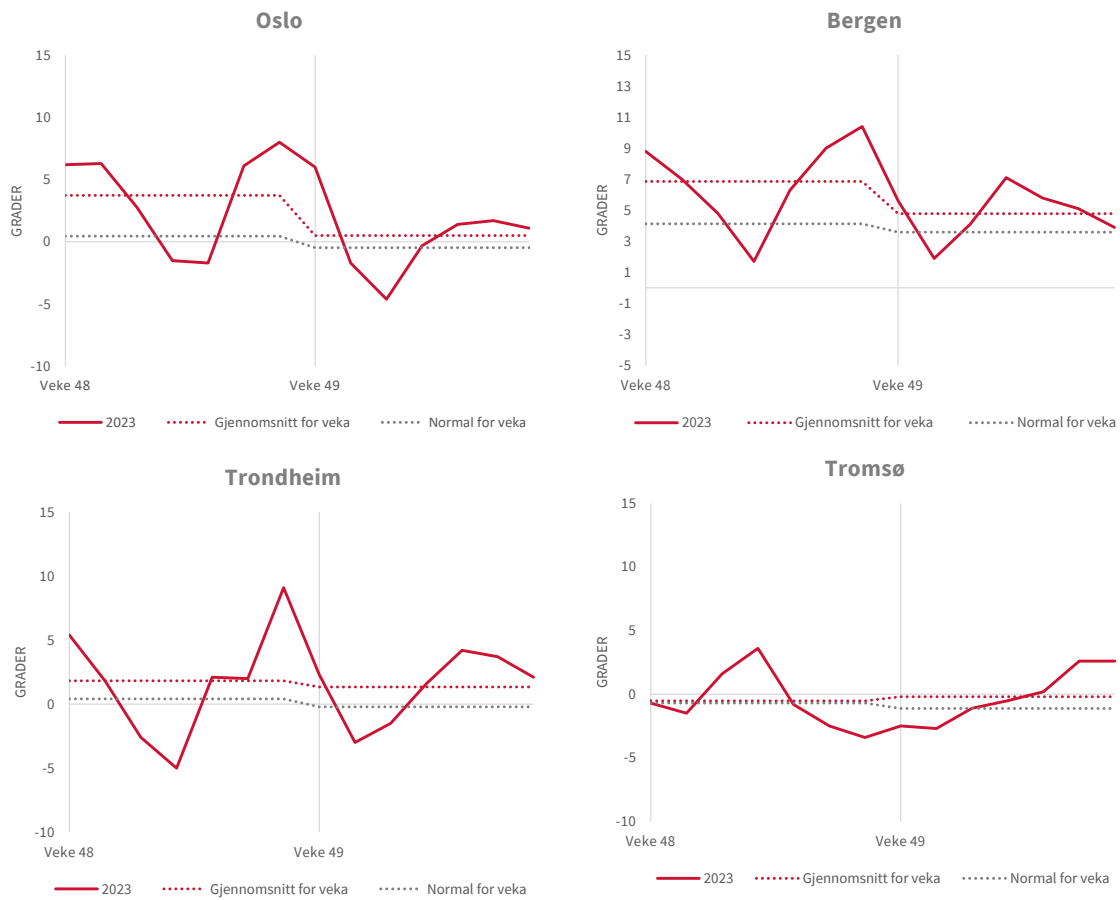 Oslo
15
10
5
0
-5
-10
GRADER
Veke 48 Veke 49
2023 Gjennomsnitt for veka Normal for veka
Bergen
15
13
11
9
7
5
3
1
-1
-3
-5
GRADER
Veke 48 Veke 49
2023 Gjennomsnitt for veka Normal for veka
Trondheim
15
10
5
0
-5
-10
GRADER
Veke 48 Veke 49
2023 Gjennomsnitt for veka Normal for veka
Tromsø
15
10
5
0
-5
-10
GRADER
Veke 48 Veke 49
2023 Gjennomsnitt for veka Normal for veka